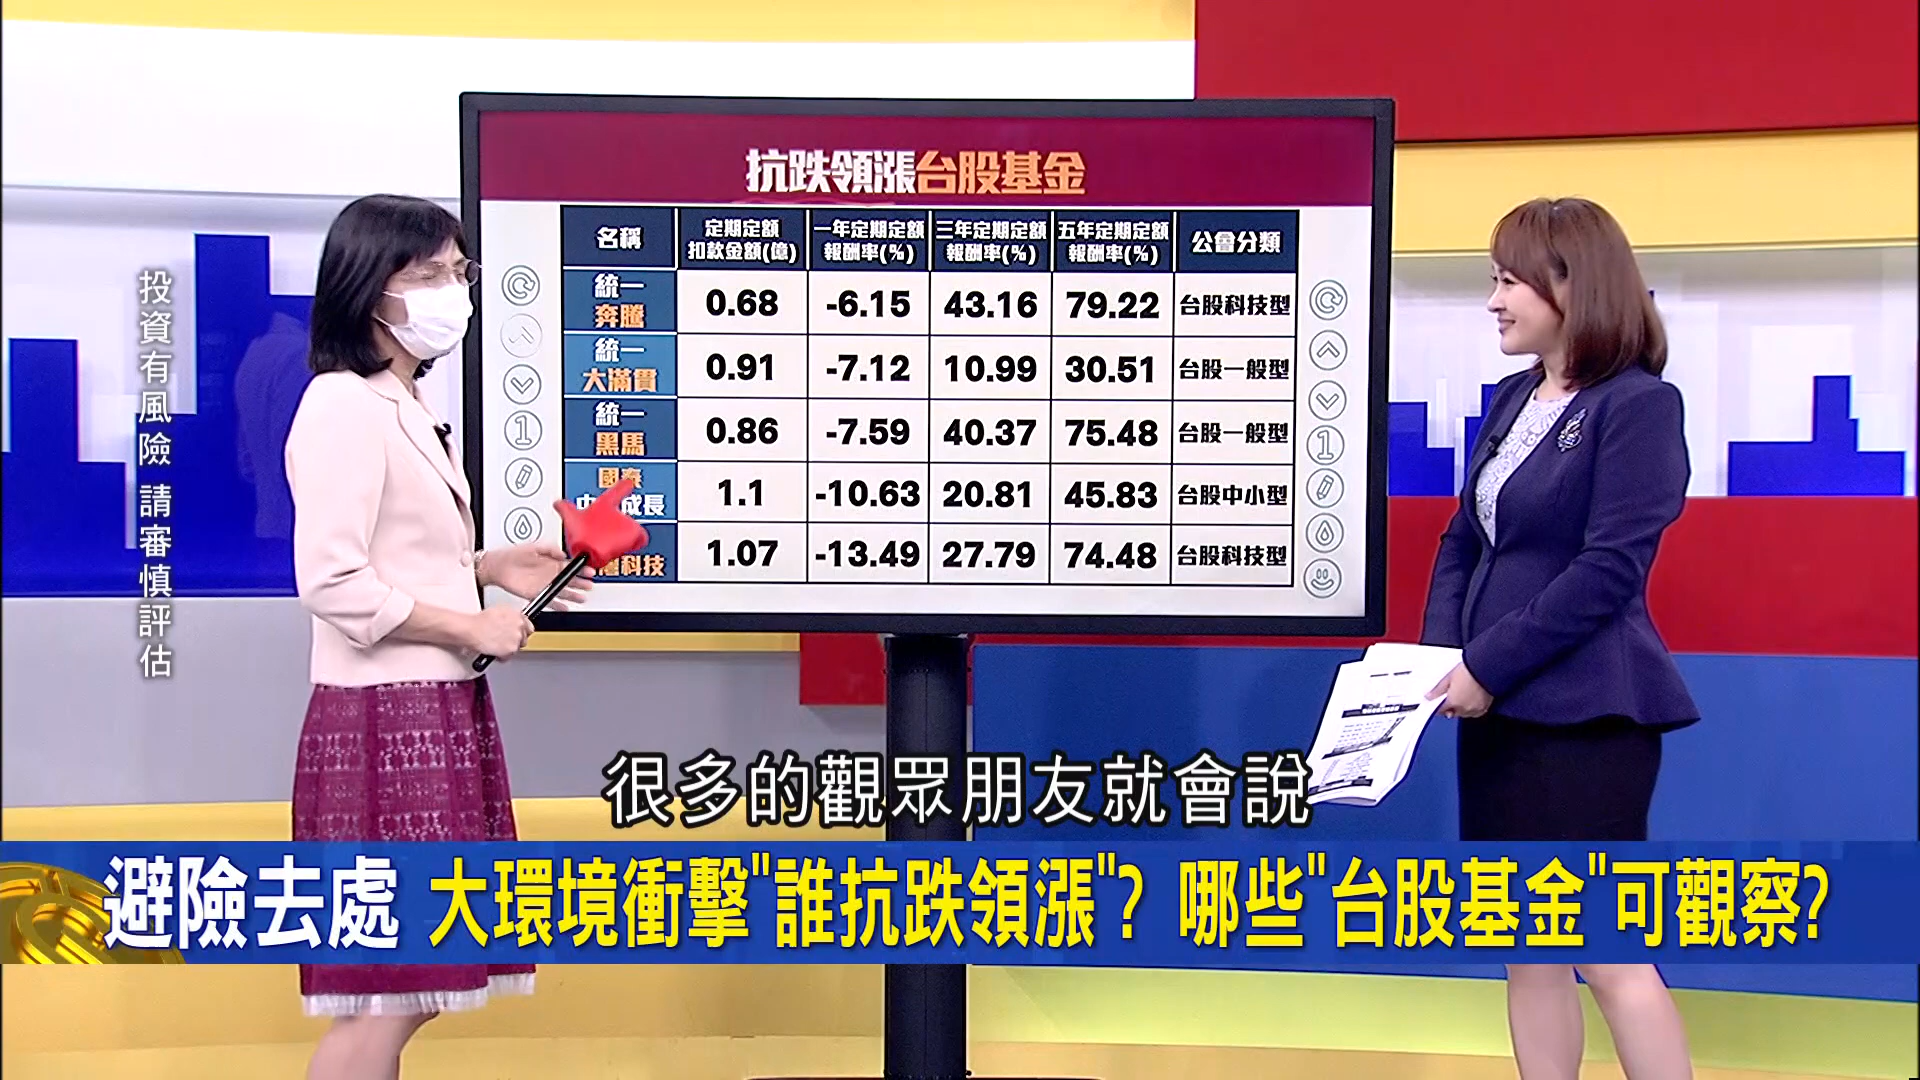 抗跌領漲台股基金
名稱
定期定額
扣款金額(億)
一年定期定額
報酬率(%)
三年定期定額
報酬率(%)
五年定期定額
報酬率(%)
公會分類
統一
奔騰
0.68
-6.15
43.16
79.22
台股科技型
統一
大滿貫
0.91
-7.12
10.99
30.51
台股一般型
統一
黑馬
0.86
-7.59
40.37
75.48
台股一般型
國泰
中 成長
1.1
-10.63
20.81
45.83
台股中小型
科技
1.07
-13.49
27.79
74.48
台股科技型
1
1
投資有風險 請審慎評估
很多的觀眾朋友就會說
避險去處 大環境衝擊"誰抗跌領漲"? 哪些"台股基金"可觀察?